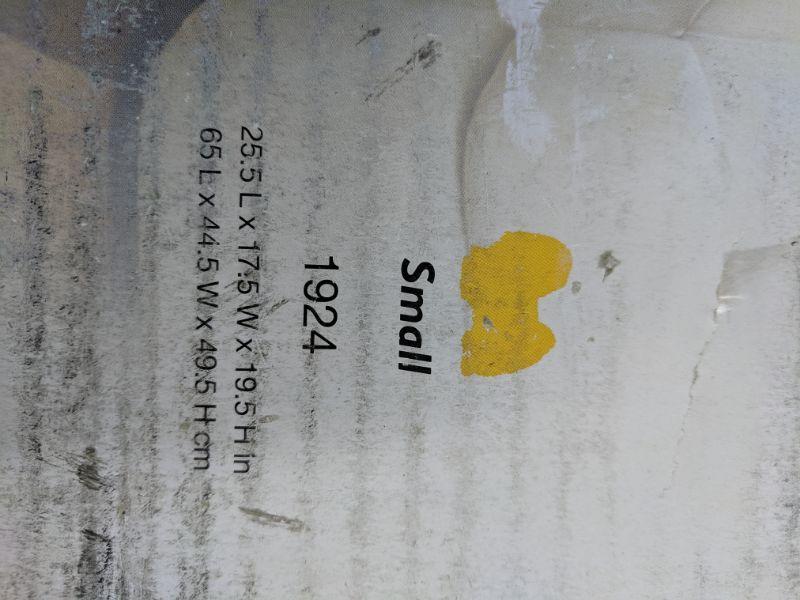 Small
1924
25.5 L x 17.5 W x 19.5 H in
65 L x 44.5 W x 49.5 H cm